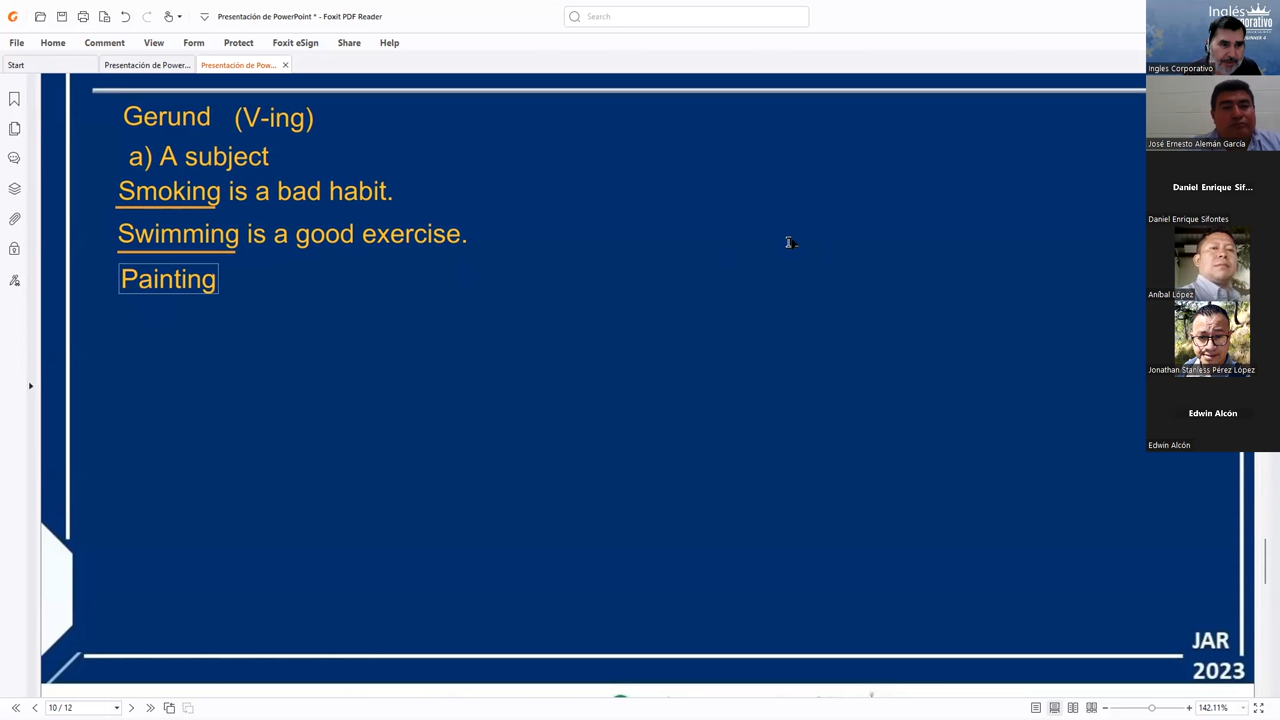 Presentación de PowerPoint * - Foxit PDF Reader
Search
File Home Comment View Form Protect Foxit eSign Share Help
Start
Presentación de Power...
Presentación de Pow...
Gerund (V-ing)
a) A subject
Smoking is a bad habit.
Swimming is a good exercise.
Painting
JAR
2023
10 / 12
142.11%
Inglés
Corporativo
Ingles Corporativo
José Ernesto Alemán García
Daniel Enrique Sif...
Daniel Enrique Sifontes
Aníbal López
Jonathan Stanless Pérez López
Edwin Alcón
Edwin Alcón